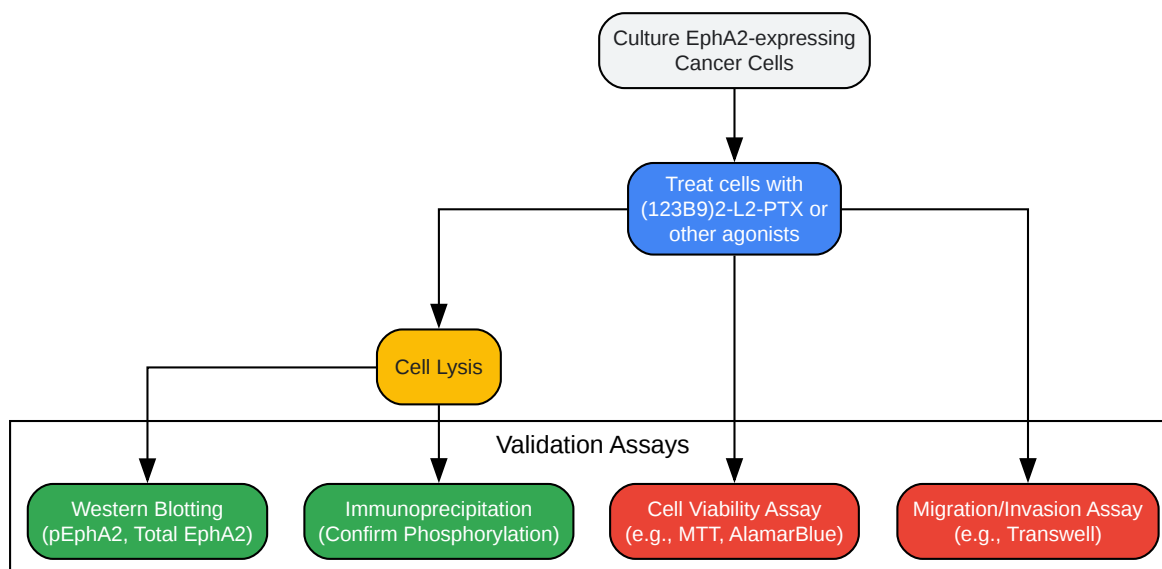 Culture EphA2-expressing
Cancer Cells
Treat cells with
(123B9)2-L2-PTX or
other agonists
Cell Lysis
Validation Assays
Western Blotting
(pEphA2, Total EphA2)
Immunoprecipitation
(Confirm Phosphorylation)
Cell Viability Assay
(e.g., MTT, AlamarBlue)
Migration/Invasion Assay
(e.g., Transwell)